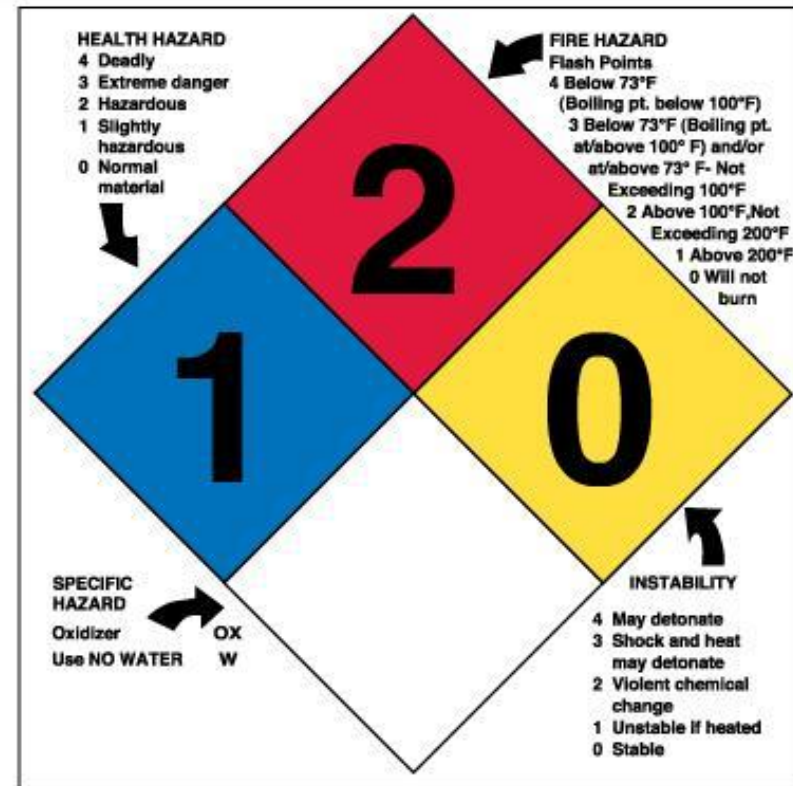 HEALTH HAZARD
4 Deadly
3 Extreme danger
2 Hazardous
1 Slightly
hazardous
0 Normal
material
FIRE HAZARD
Flash Points
4 Below 73°F
(Boiling pt. below 100°F)
3 Below 73°F (Boiling pt.
at/above 100° F) and/or
at/above 73° F- Not
Exceeding 100°F
2 Above 100°F,Not
Exceeding 200°F
1 Above 200°F
0 Will not
burn
2
1
0
SPECIFIC
HAZARD
Oxidizer OX
Use NO WATER W
INSTABILITY
4 May detonate
3 Shock and heat
may detonate
2 Violent chemical
change
1 Unstable if heated
0 Stable